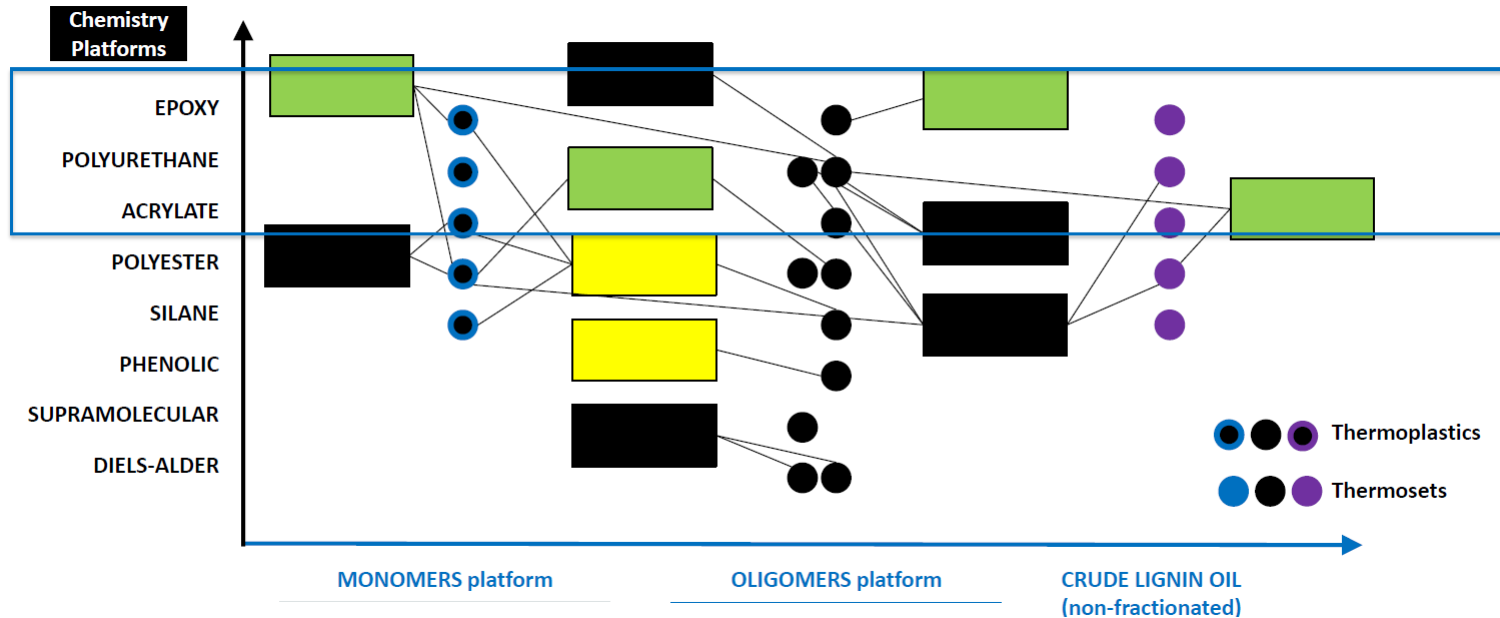 Chemistry
Platforms
EPOXY
POLYURETHANE
ACRYLATE
POLYESTER
SILANE
PHENOLIC
SUPRAMOLECULAR
DIELS-ALDER
Thermoplastics
Thermosets
MONOMERS platform
OLIGOMERS platform
CRUDE LIGNIN OIL
(non-fractionated)